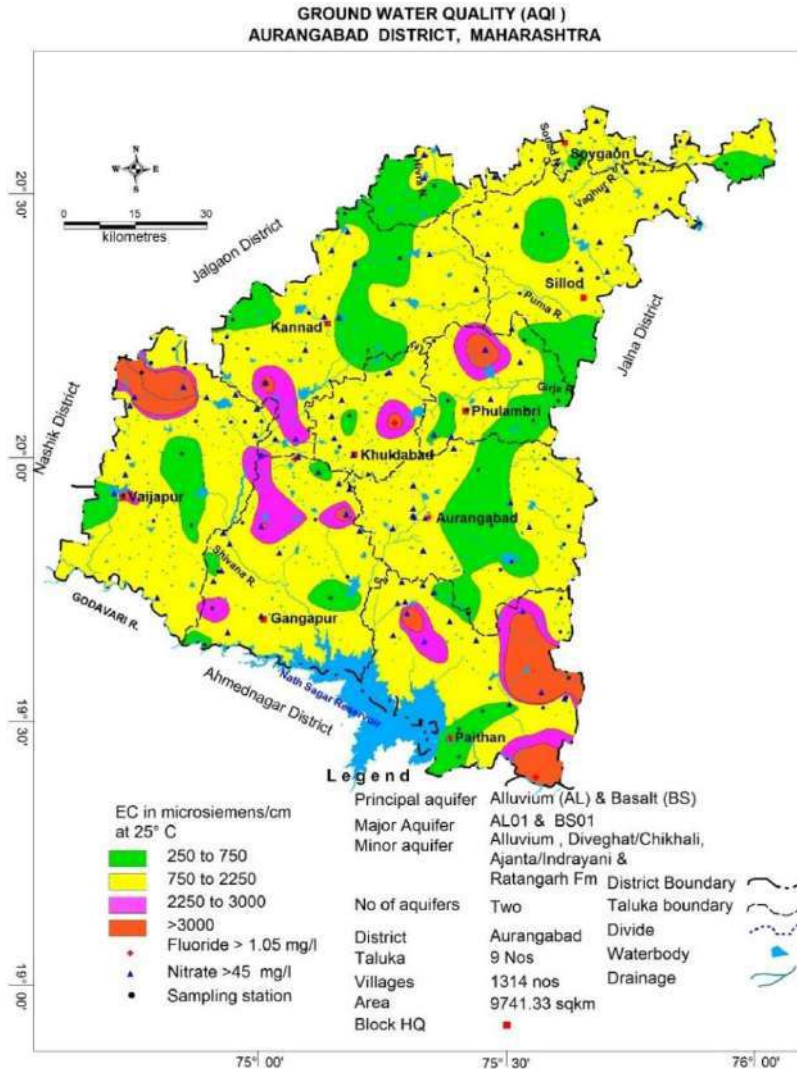 GROUND WATER QUALITY (AQI )
AURANGABAD DISTRICT, MAHARASHTRA
N
W E
S
0 15 30
kilometres
20° 30'
20° 00'
19° 30'
19° 00'
75° 00'
75° 30'
76° 00'
Jalgaon District
Jalna District
Nashik District
Ahmednagar District
Soygaon
Vaghur R.
Sillod
Purna R.
Kannad
Girja R.
Phulambri
Khuldabad
Vaijapur
Aurangabad
Shivana R.
GODAVARI R.
Gangapur
Nath Sagar Reservoir
Paithan
Legend
EC in microsiemens/cm
at 25° C
250 to 750
750 to 2250
2250 to 3000
>3000
Fluoride > 1.05 mg/l
Nitrate >45 mg/l
Sampling station
Principal aquifer Alluvium (AL) & Basalt (BS)
Major Aquifer AL01 & BS01
Minor aquifer Alluvium , Diveghat/Chikhali,
Ajanta/Indrayani &
Ratangarh Fm
No of aquifers Two
District Aurangabad
Taluka 9 Nos
Villages 1314 nos
Area 9741.33 sqkm
Block HQ
District Boundary
Taluka boundary
Divide
Waterbody
Drainage